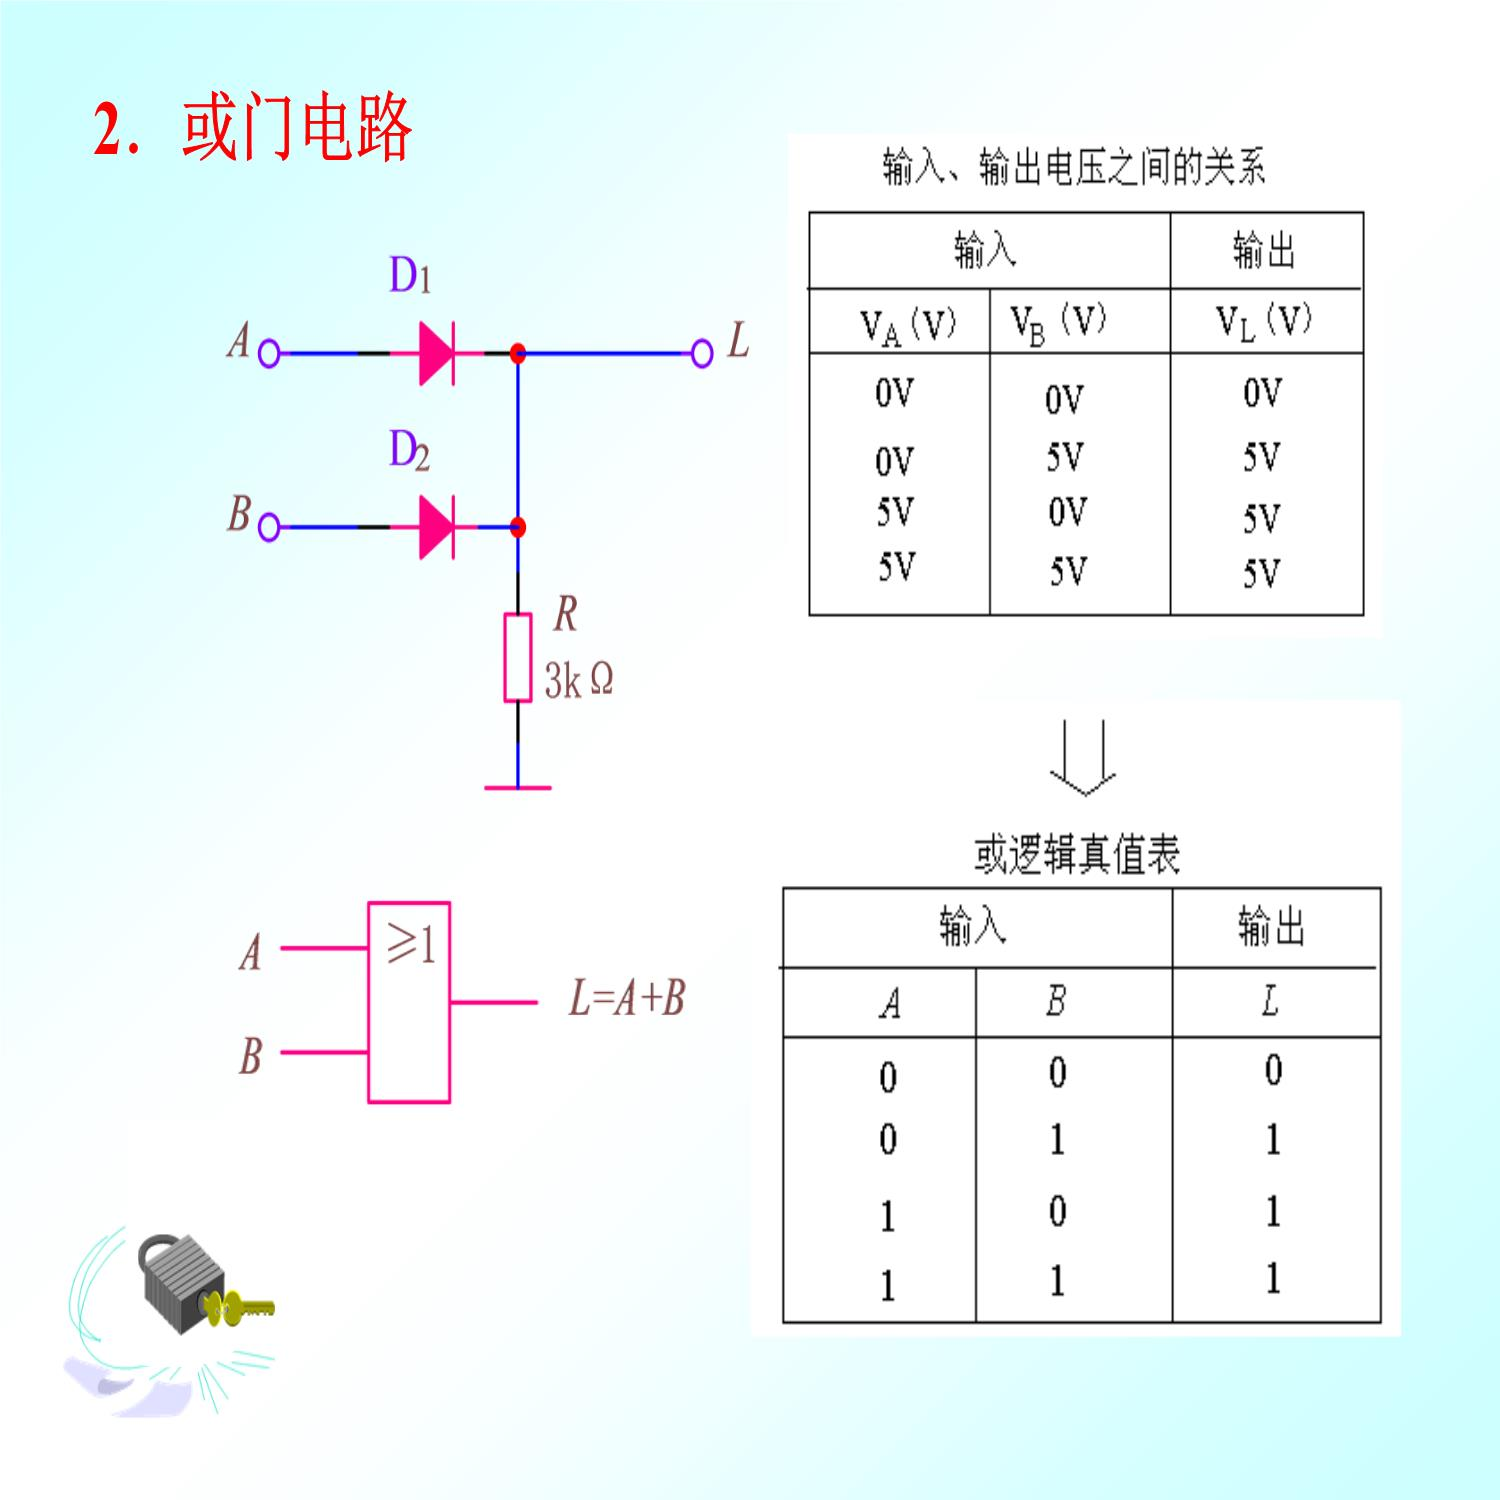 2. 或门电路
D1
A
L
D2
B
R
3kΩ
A
≥1
B
L=A+B
输入、输出电压之间的关系
输入 输出
VA(V) VB(V) VL(V)
0V 0V 0V
0V 5V 5V
5V 0V 5V
5V 5V 5V
或逻辑真值表
输入 输出
A B L
0 0 0
0 1 1
1 0 1
1 1 1